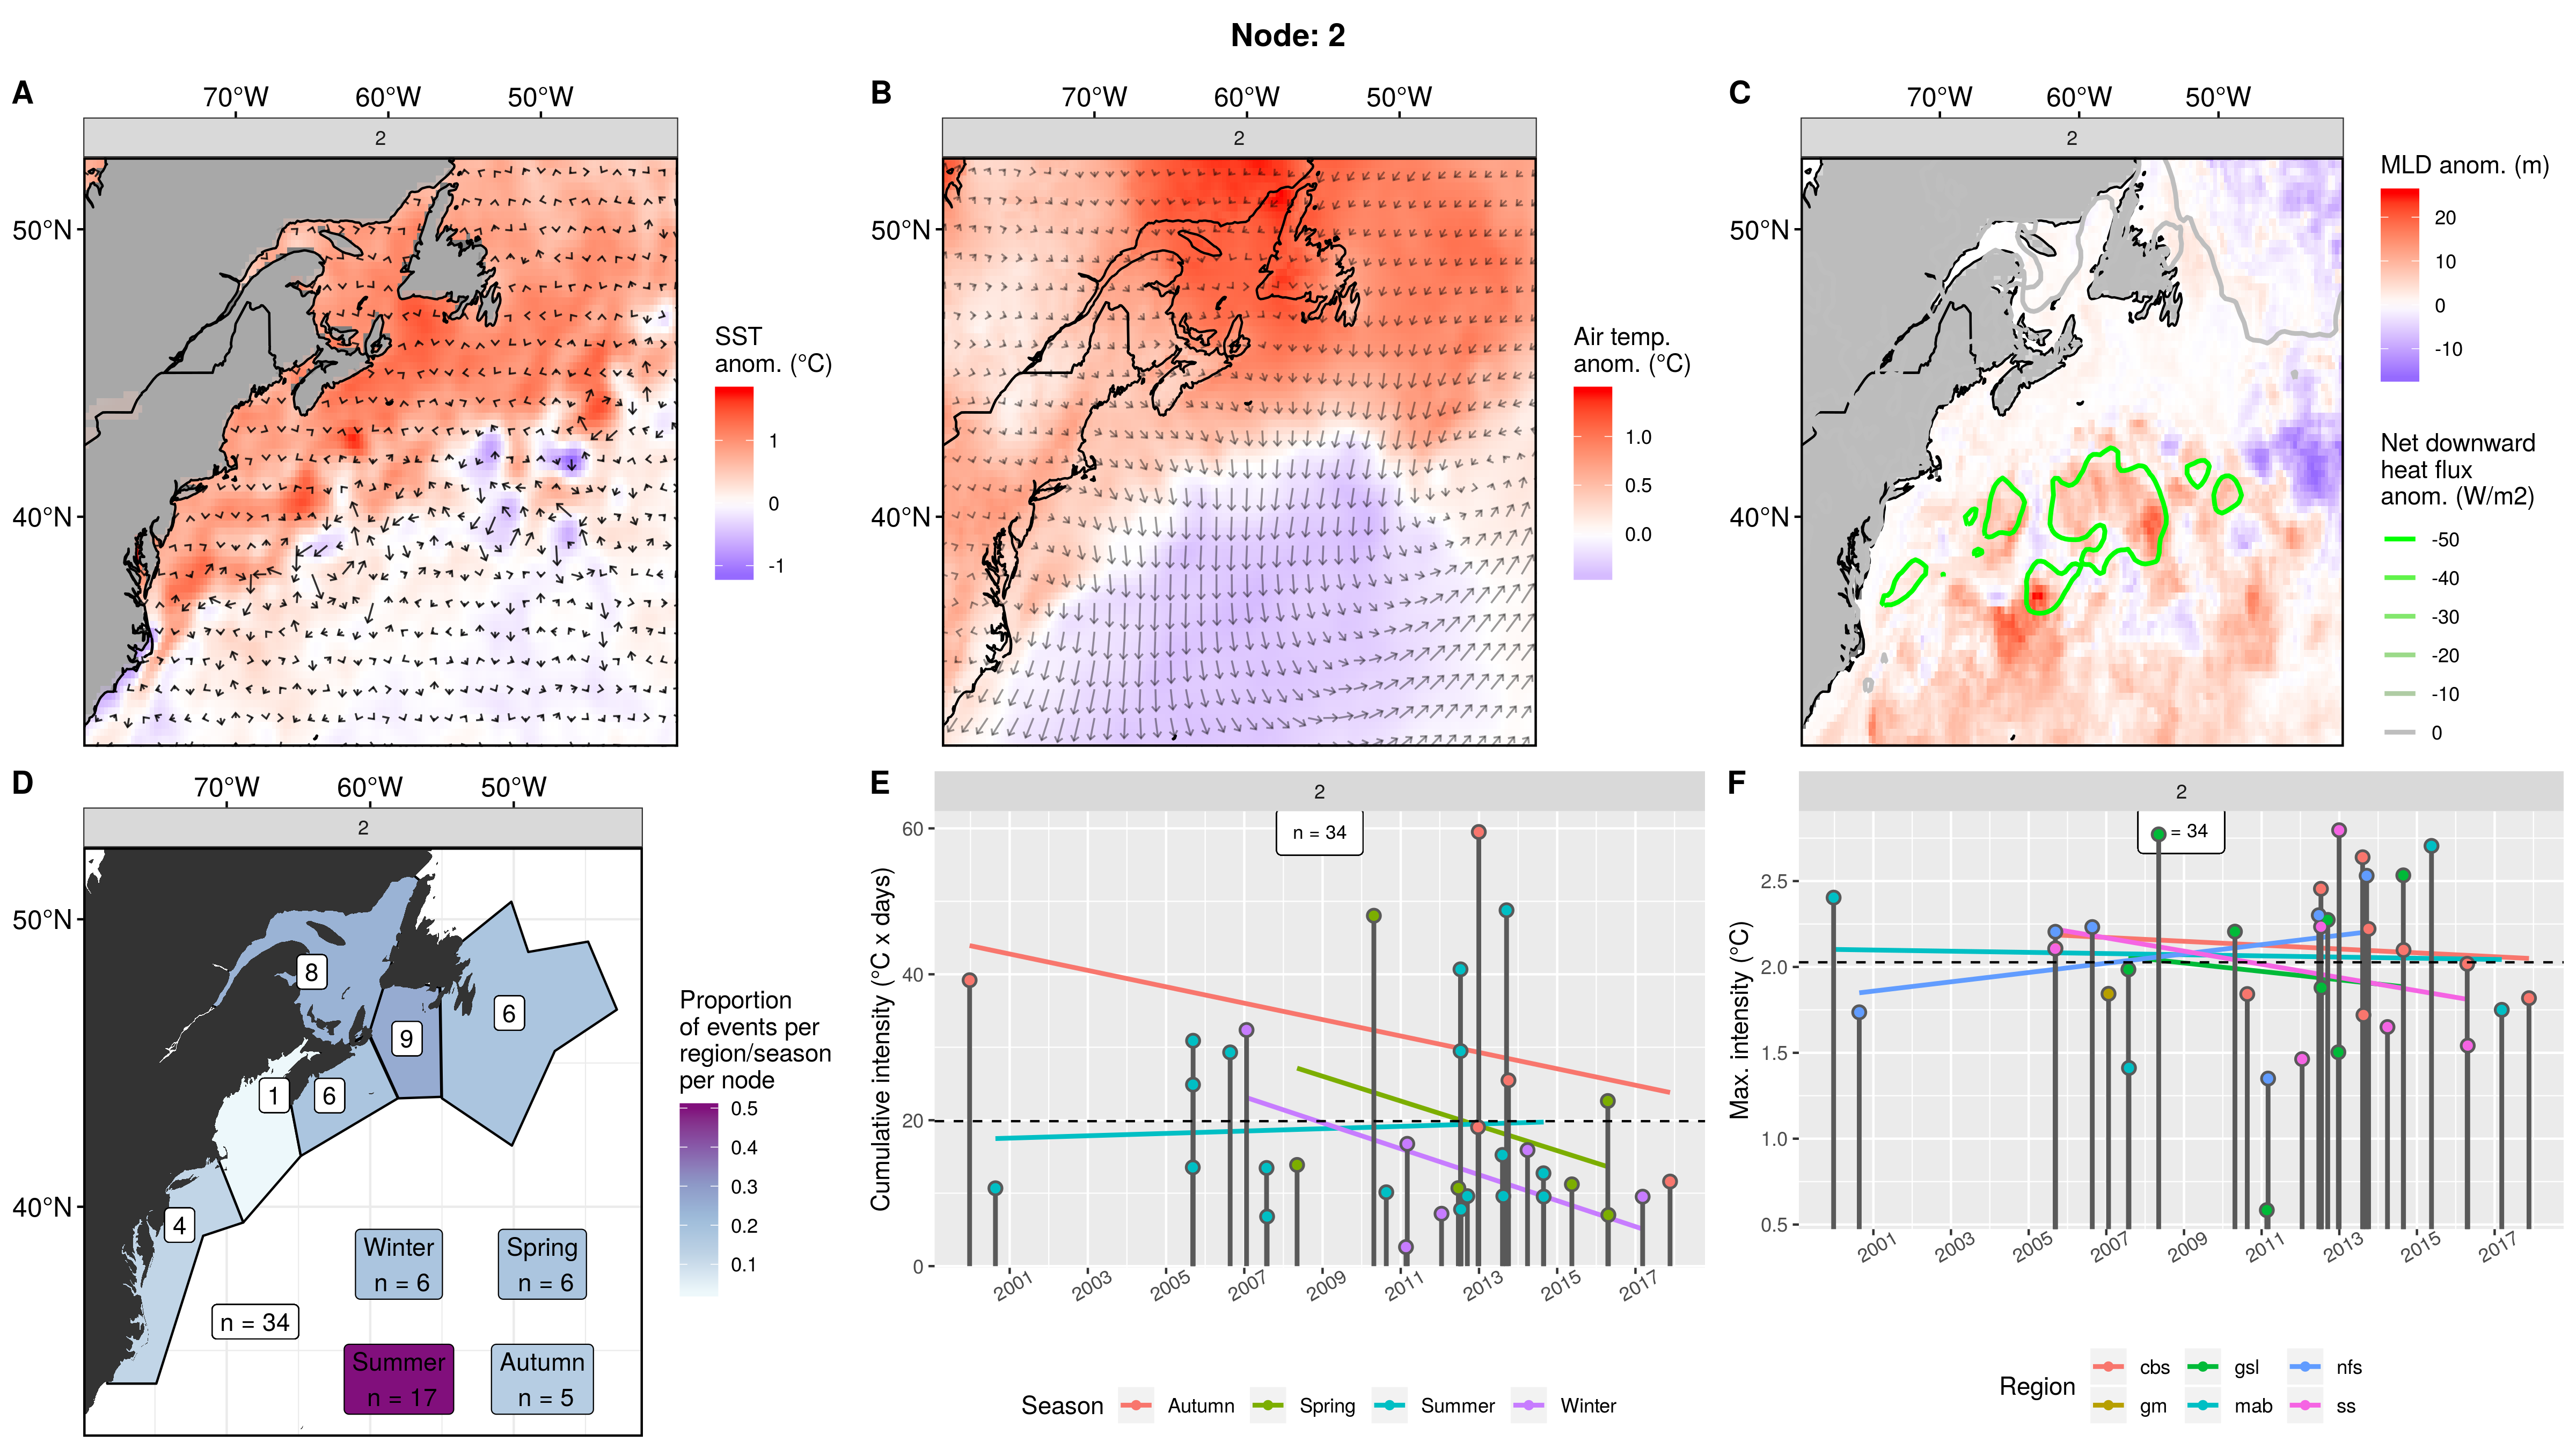 Node: 2
A
70°W 60°W 50°W
2
50°N
40°N
SST
anom. (°C)
1
0
-1
B
70°W 60°W 50°W
2
50°N
40°N
Air temp.
anom. (°C)
1.0
0.5
0.0
C
70°W 60°W 50°W
2
50°N
40°N
MLD anom. (m)
20
10
0
-10
Net downward
heat flux
anom. (W/m2)
-50
-40
-30
-20
-10
0
D
70°W 60°W 50°W
2
50°N
40°N
8
9
6
1
6
4
n = 34
Winter
n = 6
Spring
n = 6
Summer
n = 17
Autumn
n = 5
Proportion
of events per
region/season
per node
0.5
0.4
0.3
0.2
0.1
E
2
n = 34
Cumulative intensity (°C x days)
60
40
20
0
2001 2003 2005 2007 2009 2011 2013 2015 2017
Season Autumn Spring Summer Winter
F
2
= 34
Max. intensity (°C)
2.5
2.0
1.5
1.0
0.5
2001 2003 2005 2007 2009 2011 2013 2015 2017
Region
cbs gsl nfs
gm mab ss